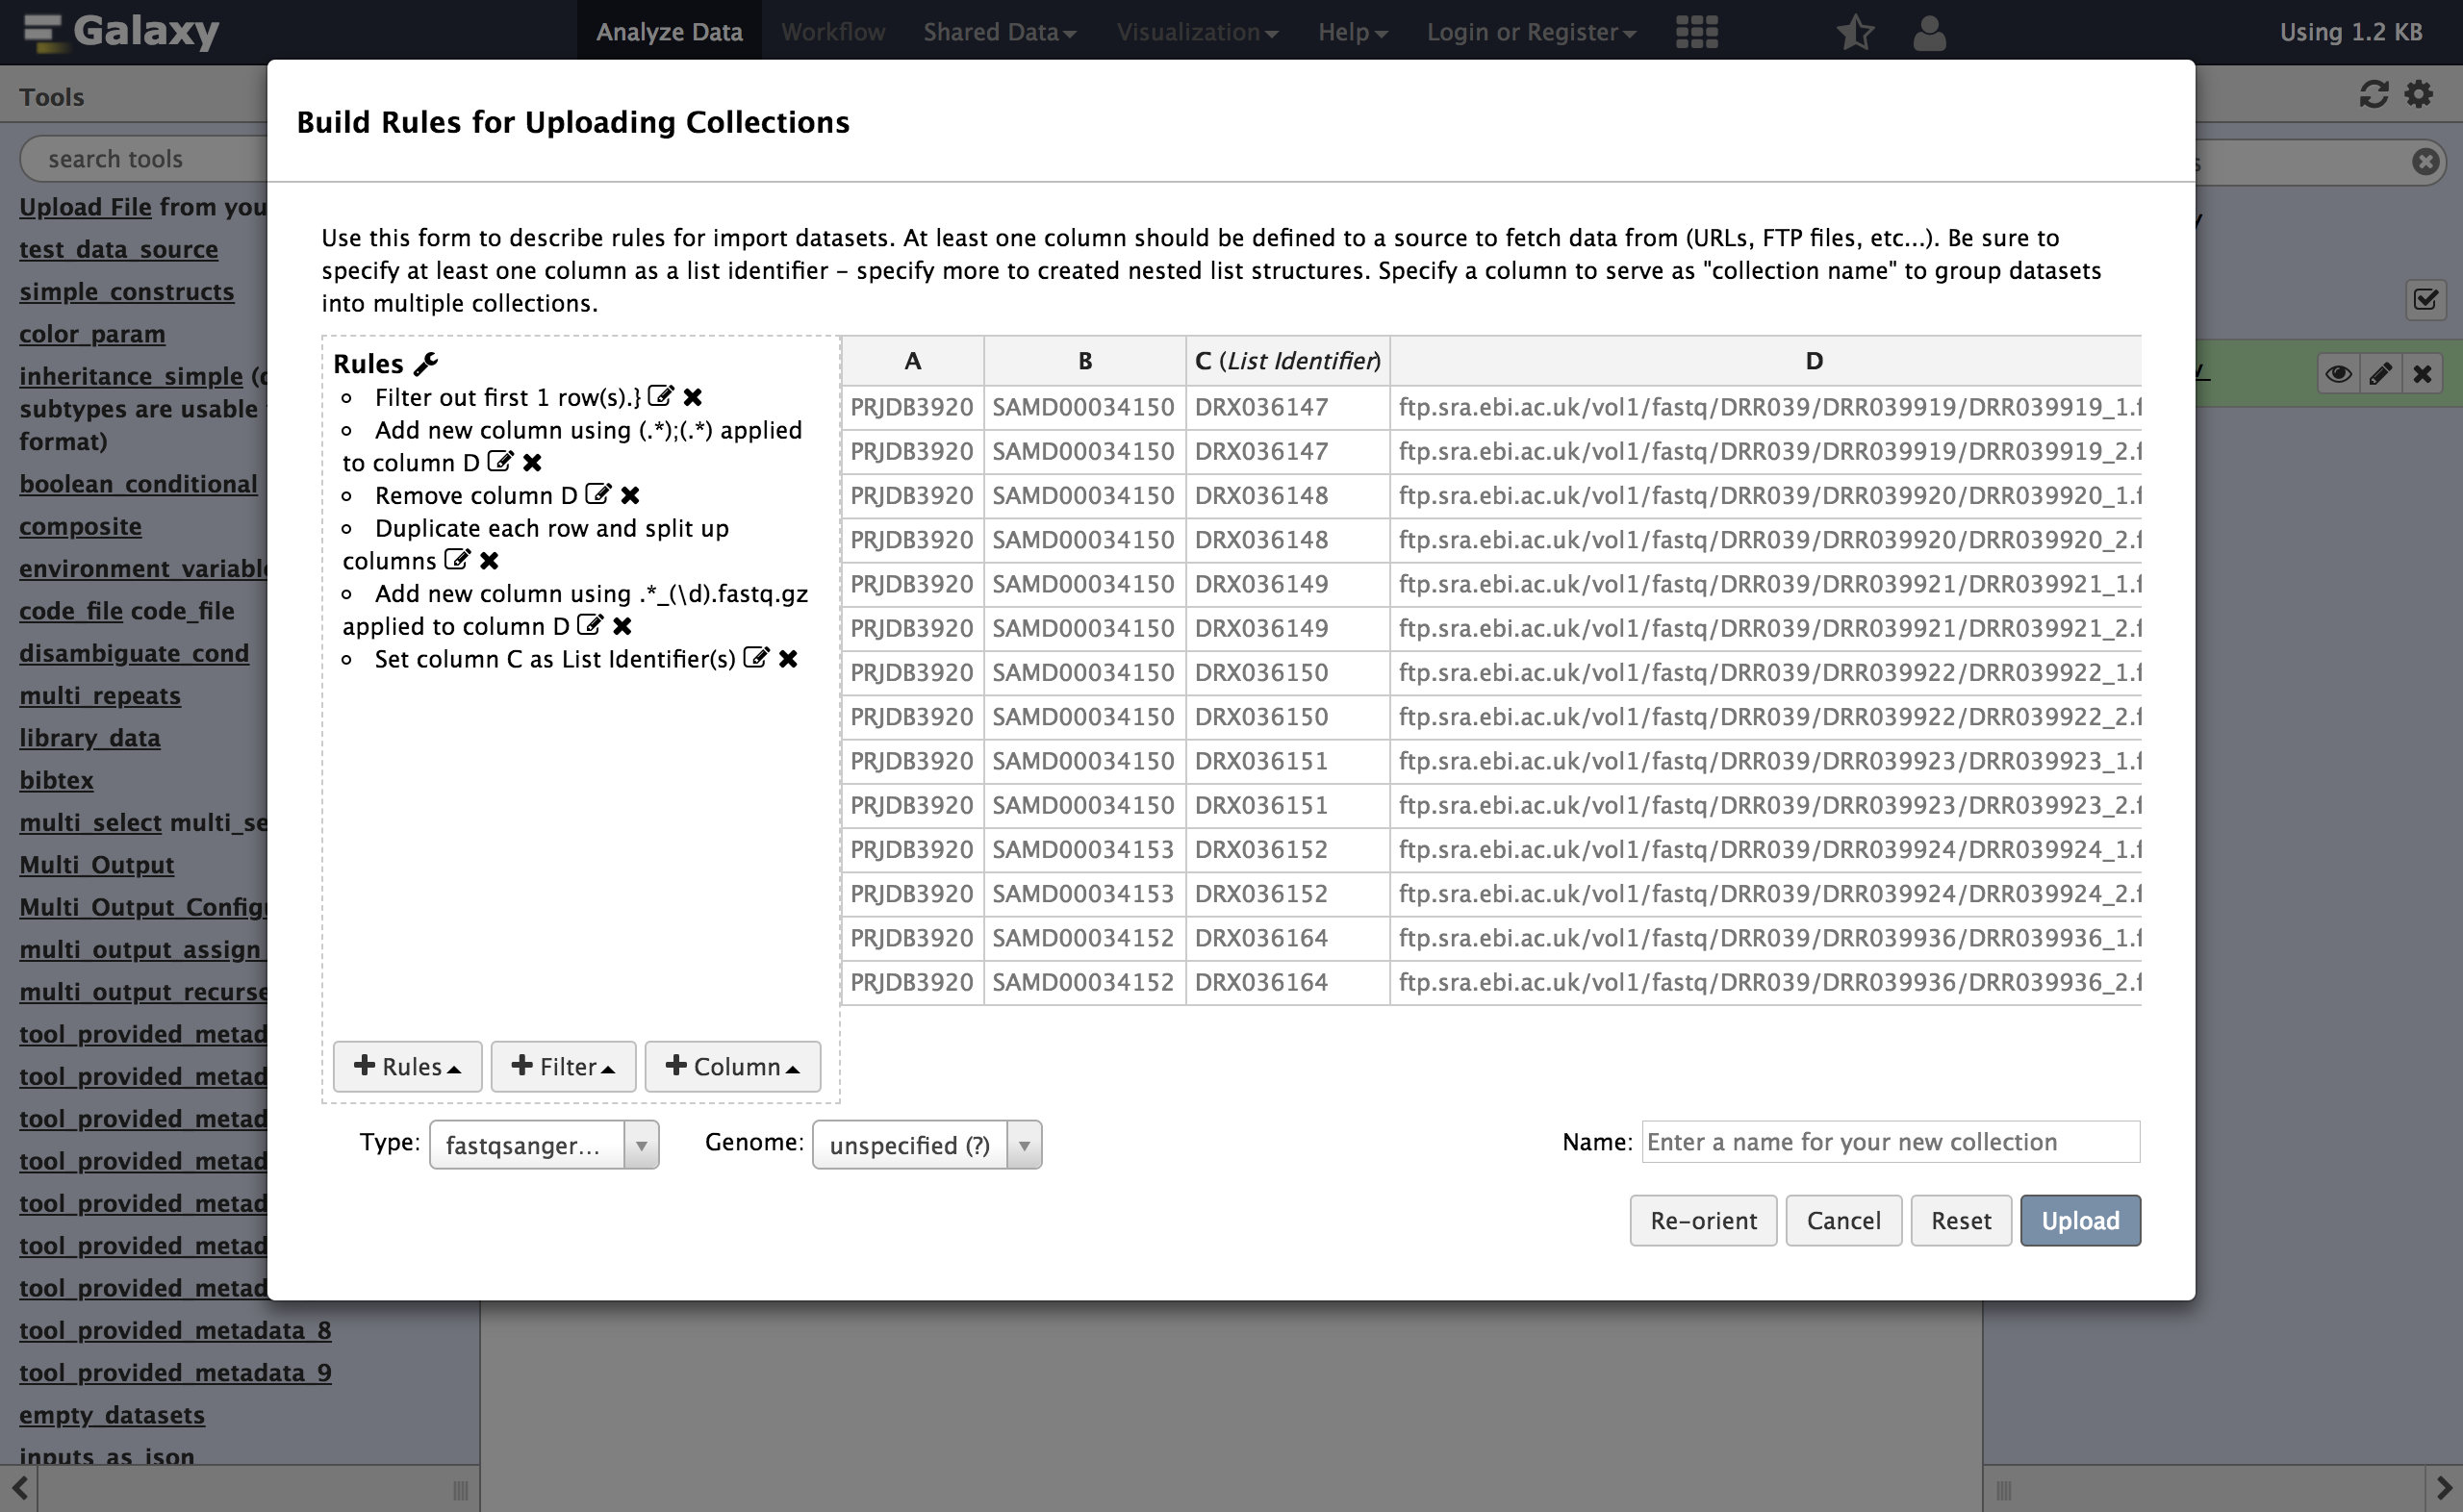 Galaxy
Analyze Data Workflow Shared Data Visualization Help Login or Register Using 1.2 KB
Tools
search tools
Upload File from you
test_data_source
simple_constructs
color_param
inheritance_simple (
subtypes are usable
format)
boolean_conditional
composite
environment_variable
code_file code_file
disambiguate_cond
multi_repeats
library_data
bibtex
multi_select multi_se
Multi_Output
Multi_Output_Config
multi_output_assign
multi_output_recurse
tool_provided_metad
tool_provided_metad
tool_provided_metad
tool_provided_metad
tool_provided_metad
tool_provided_metad
tool_provided_metad
tool_provided_metadata_8
tool_provided_metadata_9
empty_datasets
inputs_as_json
Build Rules for Uploading Collections
Use this form to describe rules for import datasets. At least one column should be defined to a source to fetch data from (URLs, FTP files, etc...). Be sure to
specify at least one column as a list identifier - specify more to created nested list structures. Specify a column to serve as "collection name" to group datasets
into multiple collections.
Rules
Filter out first 1 row(s).}
Add new column using (.*);(.*) applied
to column D
Remove column D
Duplicate each row and split up
columns
Add new column using .*_(\d).fastq.gz
applied to column D
Set column C as List Identifier(s)
Rules Filter Column
A B C (List Identifier) D
PRJDB3920 SAMD00034150 DRX036147 ftp.sra.ebi.ac.uk/vol1/fastq/DRR039/DRR039919/DRR039919_1.f
PRJDB3920 SAMD00034150 DRX036147 ftp.sra.ebi.ac.uk/vol1/fastq/DRR039/DRR039919/DRR039919_2.f
PRJDB3920 SAMD00034150 DRX036148 ftp.sra.ebi.ac.uk/vol1/fastq/DRR039/DRR039920/DRR039920_1.f
PRJDB3920 SAMD00034150 DRX036148 ftp.sra.ebi.ac.uk/vol1/fastq/DRR039/DRR039920/DRR039920_2.f
PRJDB3920 SAMD00034150 DRX036149 ftp.sra.ebi.ac.uk/vol1/fastq/DRR039/DRR039921/DRR039921_1.f
PRJDB3920 SAMD00034150 DRX036149 ftp.sra.ebi.ac.uk/vol1/fastq/DRR039/DRR039921/DRR039921_2.f
PRJDB3920 SAMD00034150 DRX036150 ftp.sra.ebi.ac.uk/vol1/fastq/DRR039/DRR039922/DRR039922_1.f
PRJDB3920 SAMD00034150 DRX036150 ftp.sra.ebi.ac.uk/vol1/fastq/DRR039/DRR039922/DRR039922_2.f
PRJDB3920 SAMD00034150 DRX036151 ftp.sra.ebi.ac.uk/vol1/fastq/DRR039/DRR039923/DRR039923_1.f
PRJDB3920 SAMD00034150 DRX036151 ftp.sra.ebi.ac.uk/vol1/fastq/DRR039/DRR039923/DRR039923_2.f
PRJDB3920 SAMD00034153 DRX036152 ftp.sra.ebi.ac.uk/vol1/fastq/DRR039/DRR039924/DRR039924_1.f
PRJDB3920 SAMD00034153 DRX036152 ftp.sra.ebi.ac.uk/vol1/fastq/DRR039/DRR039924/DRR039924_2.f
PRJDB3920 SAMD00034152 DRX036164 ftp.sra.ebi.ac.uk/vol1/fastq/DRR039/DRR039936/DRR039936_1.f
PRJDB3920 SAMD00034152 DRX036164 ftp.sra.ebi.ac.uk/vol1/fastq/DRR039/DRR039936/DRR039936_2.f
Type: fastqsanger... Genome: unspecified (?) Name: Enter a name for your new collection
Re-orient Cancel Reset Upload